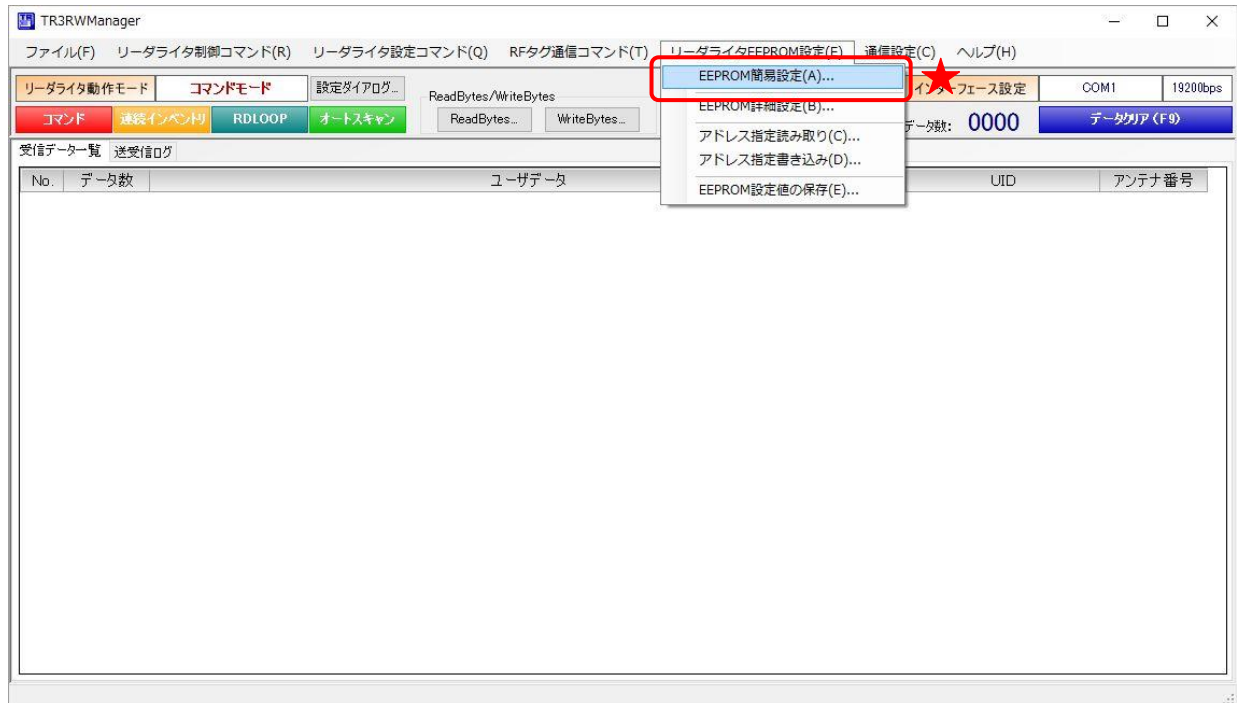 TR3RWManager
ファイル(F) リーダライタ制御コマンド(R) リーダライタ設定コマンド(Q) RFタグ通信コマンド(T) リーダライタEEPROM設定(E) 通信設定(C) ヘルプ(H)
EEPROM簡易設定(A)...
リーダライタ動作モード コマンドモード 設定ダイアログ... ReadBytes/WriteBytes フェース設定 COM1 19200bps
EEPROM詳細設定(B)...
コマンド 連続インベントリ RDLOOP オートスキャン ReadBytes... WriteBytes... データ数: 0000 データクリア(F9)
アドレス指定読み取り(C)...
受信データ一覧 送受信ログ
アドレス指定書き込み(D)...
No. データ数 ユーザデータ UID アンテナ番号
EEPROM設定値の保存(E)...